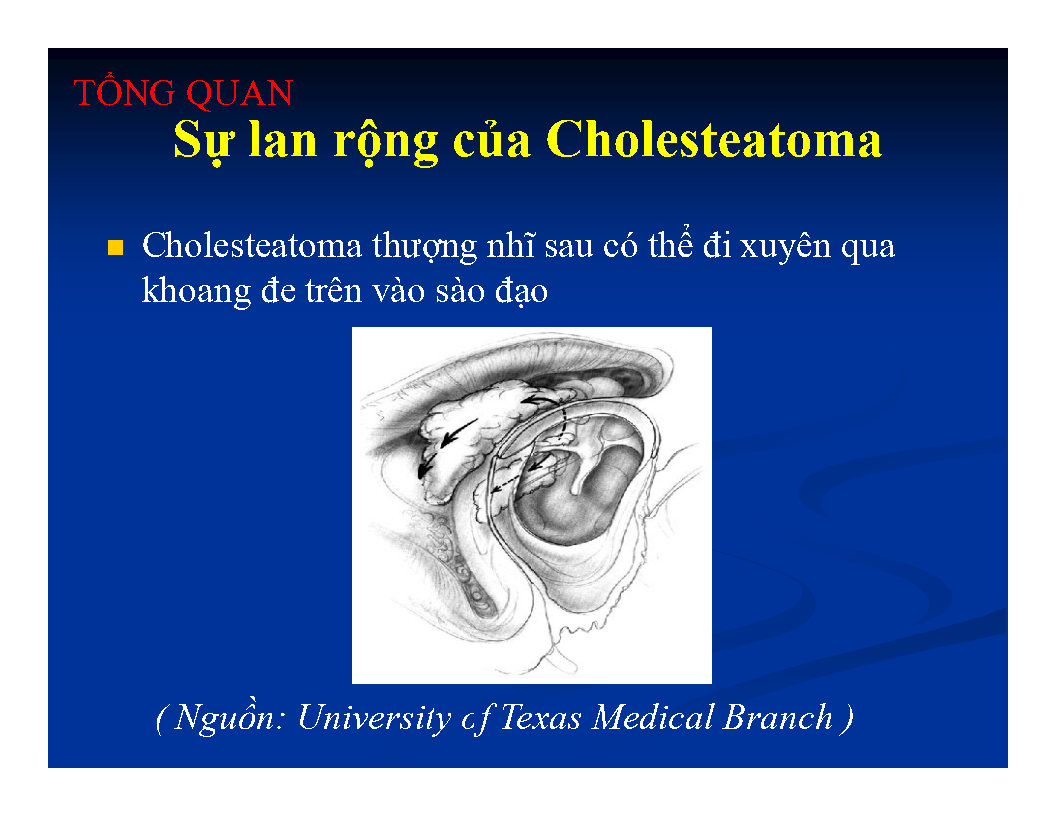 TỔNG QUAN
Sự lan rộng của Cholesteatoma
Cholesteatoma thượng nhĩ sau có thể đi xuyên qua
khoang đe trên vào sào đạo
( Nguồn: University of Texas Medical Branch )